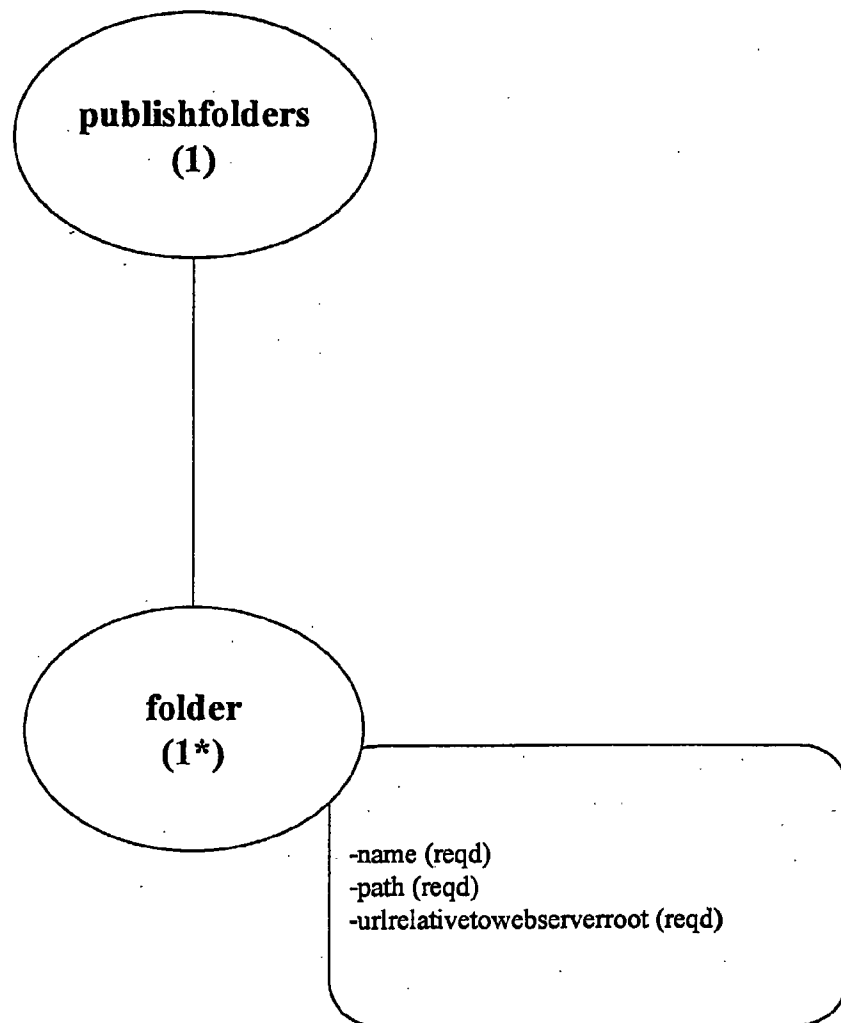 publishfolders
(1)
folder
(1*)
-name (reqd)
-path (reqd)
-urlrelativetowebserverroot (reqd)